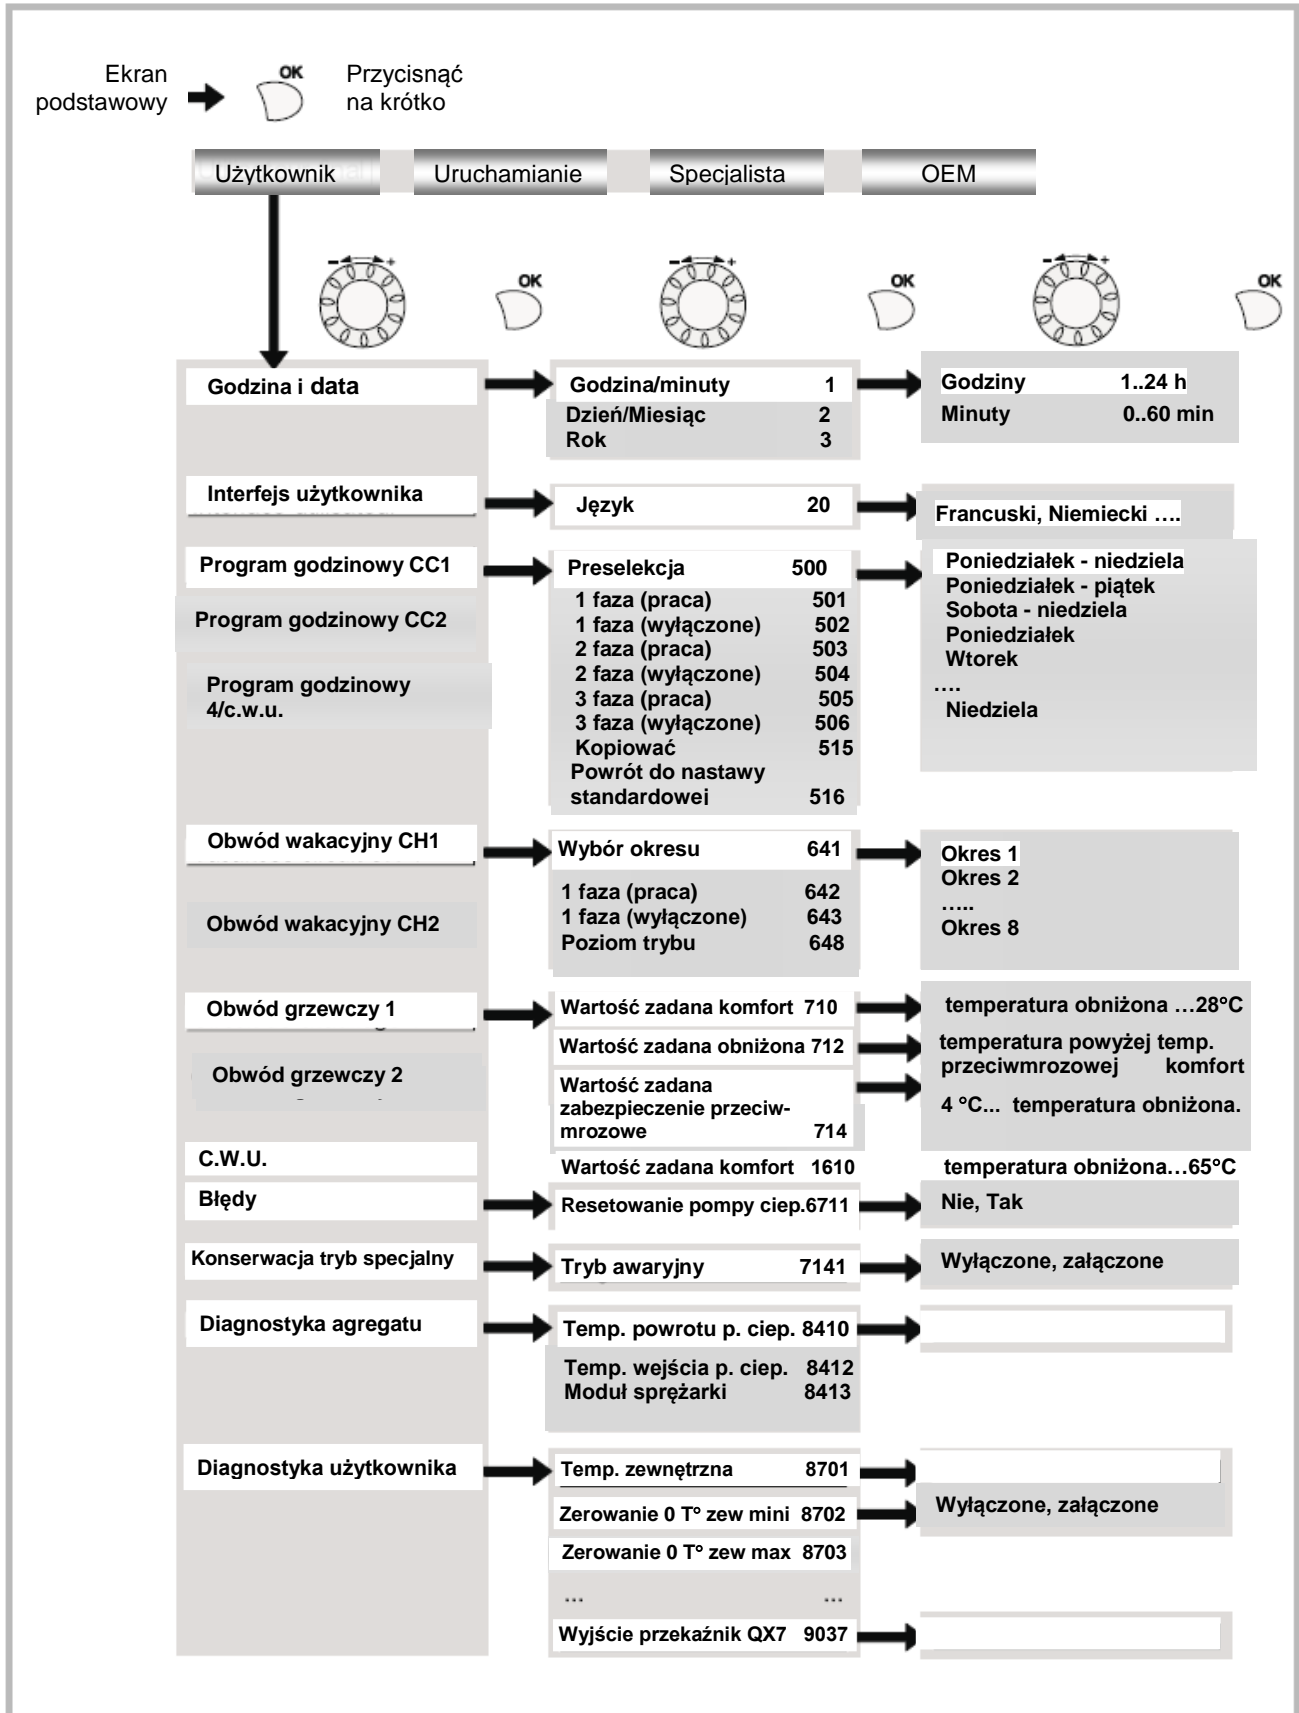 Ekran podstawowy
OK
Przycisnąć na krótko
Użytkownik
Uruchamianie
Specjalista
OEM
- +
OK
- +
OK
- +
OK
Godzina i data
Godzina/minuty 1
Dzień/Miesiąc 2
Rok 3
Godziny 1..24 h
Minuty 0..60 min
Interfejs użytkownika
Język 20
Francuski, Niemiecki ....
Program godzinowy CC1
Program godzinowy CC2
Program godzinowy
4/c.w.u.
Preselekcja 500
1 faza (praca) 501
1 faza (wyłączone) 502
2 faza (praca) 503
2 faza (wyłączone) 504
3 faza (praca) 505
3 faza (wyłączone) 506
Kopiować 515
Powrót do nastawy
standardowej 516
Poniedziałek - niedziela
Poniedziałek - piątek
Sobota - niedziela
Poniedziałek
Wtorek
....
Niedziela
Obwód wakacyjny CH1
Obwód wakacyjny CH2
Wybór okresu 641
1 faza (praca) 642
1 faza (wyłączone) 643
Poziom trybu 648
Okres 1
Okres 2
.....
Okres 8
Obwód grzewczy 1
Obwód grzewczy 2
Wartość zadana komfort 710
Wartość zadana obniżona 712
Wartość zadana
zabezpieczenie przeciw-
mrozowe 714
temperatura obniżona ...28°C
temperatura powyżej temp.
przeciwmrozowej komfort
4 °C... temperatura obniżona.
C.W.U.
Wartość zadana komfort 1610
temperatura obniżona...65°C
Błędy
Resetowanie pompy ciep.6711
Nie, Tak
Konserwacja tryb specjalny
Tryb awaryjny 7141
Wyłączone, załączone
Diagnostyka agregatu
Temp. powrotu p. ciep. 8410
Temp. wejścia p. ciep. 8412
Moduł sprężarki 8413
Diagnostyka użytkownika
Temp. zewnętrzna 8701
Zerowanie 0 T° zew mini 8702
Wyłączone, załączone
Zerowanie 0 T° zew max 8703
... ...
Wyjście przekaźnik QX7 9037